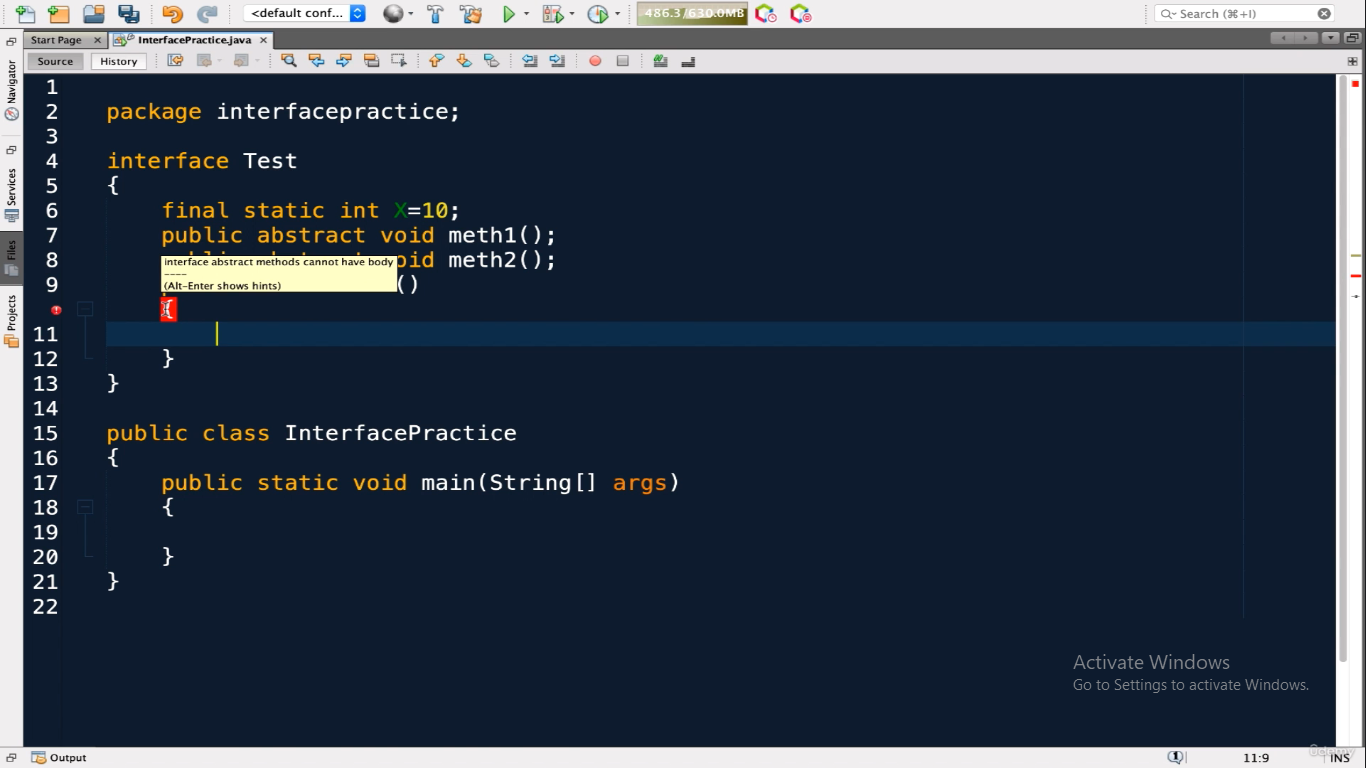 <default conf...
486.3/630.0MB
Search (⌘+I)
Start Page
InterfacePractice.java
Source
History
Navigator
Services
Files
Projects
1
2 package interfacepractice;
3
4 interface Test
5 {
6 final static int X=10;
7 public abstract void meth1();
8 void meth2();
interface abstract methods cannot have body
----
(Alt-Enter shows hints)
9 ()
{
11
12 }
13 }
14
15 public class InterfacePractice
16 {
17 public static void main(String[] args)
18 {
19
20 }
21 }
22
Activate Windows
Go to Settings to activate Windows.
Output
1
11:9
INS
Udemy